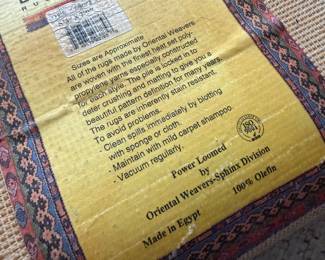 Sizes are Approximate
All of the rugs made by Oriental Weavers
are woven with the finest heat set poly-
propylene yarns especially constructed
for each style. The pile is locked in to
defer crushing and matting to give you a
beautiful pattern definition for many years.
The rugs are inherently stain resistant.
To avoid problems.
- Clean spills immediately by blotting
with sponge or cloth.
- Maintain with mild carpet shampoo
- Vacuum regularly.
Power Loomed
by
Oriental Weavers-Sphinx Division
Made in Egypt 100% Olefin